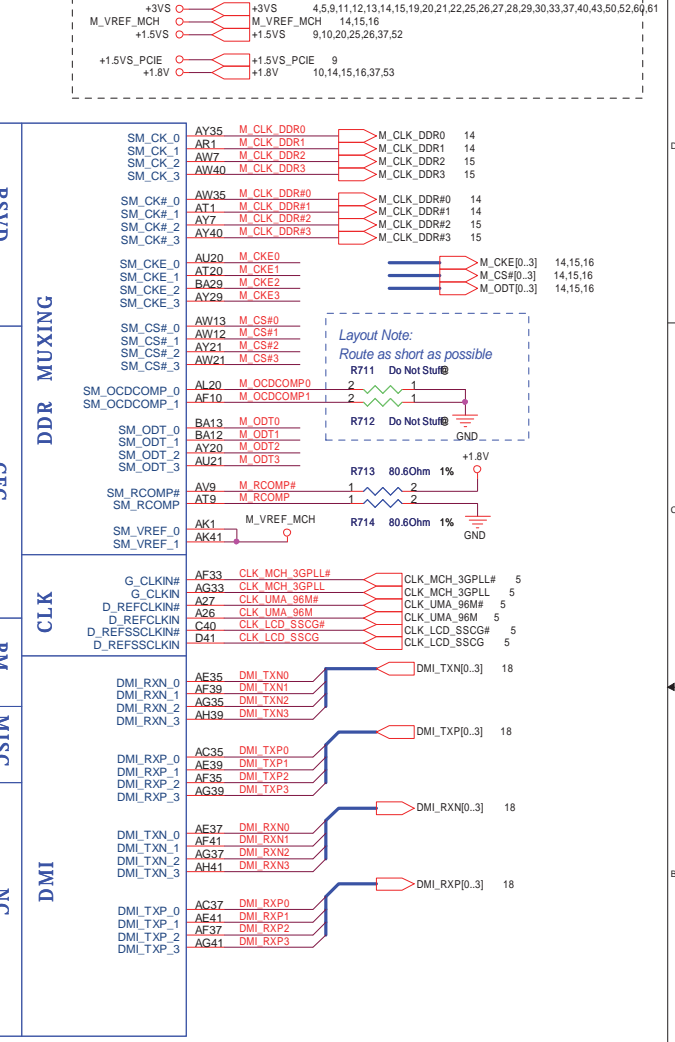 +3VS +3VS 4,5,9,11,12,13,14,15,19,20,21,22,25,26,27,28,29,30,33,37,40,43,50,52,60,61
M_VREF_MCH M_VREF_MCH 14,15,16
+1.5VS +1.5VS 9,10,20,25,26,37,52
+1.5VS_PCIE +1.5VS_PCIE 9
+1.8V +1.8V 10,14,15,16,37,53
D
RSVD
DDR MUXING
SM_CK_0 AY35 M_CLK_DDR0 M_CLK_DDR0 14
SM_CK_1 AR1 M_CLK_DDR1 M_CLK_DDR1 14
SM_CK_2 AW7 M_CLK_DDR2 M_CLK_DDR2 15
SM_CK_3 AW40 M_CLK_DDR3 M_CLK_DDR3 15
SM_CK#_0 AW35 M_CLK_DDR#0 M_CLK_DDR#0 14
SM_CK#_1 AT1 M_CLK_DDR#1 M_CLK_DDR#1 14
SM_CK#_2 AY7 M_CLK_DDR#2 M_CLK_DDR#2 15
SM_CK#_3 AY40 M_CLK_DDR#3 M_CLK_DDR#3 15
SM_CKE_0 AU20 M_CKE0 M_CKE[0..3] 14,15,16
SM_CKE_1 AT20 M_CKE1 M_CS#[0..3] 14,15,16
SM_CKE_2 BA29 M_CKE2 M_ODT[0..3] 14,15,16
SM_CKE_3 AY29 M_CKE3
SM_CS#_0 AW13 M_CS#0
SM_CS#_1 AW12 M_CS#1
SM_CS#_2 AY21 M_CS#2
SM_CS#_3 AW21 M_CS#3
Layout Note:
Route as short as possible
R711 Do Not Stuff@
SM_OCDCOMP_0 AL20 M_OCDCOMP0 2 1
SM_OCDCOMP_1 AF10 M_OCDCOMP1 2 1
R712 Do Not Stuff@
GND
SM_ODT_0 BA13 M_ODT0
SM_ODT_1 BA12 M_ODT1
SM_ODT_2 AY20 M_ODT2
SM_ODT_3 AU21 M_ODT3
+1.8V
R713 80.6Ohm 1%
SM_RCOMP# AV9 M_RCOMP# 1 2
SM_RCOMP AT9 M_RCOMP 1 2
R714 80.6Ohm 1%
GND
CFG
C
SM_VREF_0 AK1 M_VREF_MCH
SM_VREF_1 AK41
CLK
G_CLKIN# AF33 CLK_MCH_3GPLL# CLK_MCH_3GPLL# 5
G_CLKIN AG33 CLK_MCH_3GPLL CLK_MCH_3GPLL 5
D_REFCLKIN# A27 CLK_UMA_96M# CLK_UMA_96M# 5
D_REFCLKIN A26 CLK_UMA_96M CLK_UMA_96M 5
D_REFSSCLKIN# C40 CLK_LCD_SSCG# CLK_LCD_SSCG# 5
D_REFSSCLKIN D41 CLK_LCD_SSCG CLK_LCD_SSCG 5
PM
MISC
NC
DMI
DMI_RXN_0 AE35 DMI_TXN0 DMI_TXN[0..3] 18
DMI_RXN_1 AF39 DMI_TXN1
DMI_RXN_2 AG35 DMI_TXN2
DMI_RXN_3 AH39 DMI_TXN3
DMI_RXP_0 AC35 DMI_TXP0 DMI_TXP[0..3] 18
DMI_RXP_1 AE39 DMI_TXP1
DMI_RXP_2 AF35 DMI_TXP2
DMI_RXP_3 AG39 DMI_TXP3
DMI_TXN_0 AE37 DMI_RXN0 DMI_RXN[0..3] 18
DMI_TXN_1 AF41 DMI_RXN1
DMI_TXN_2 AG37 DMI_RXN2
DMI_TXN_3 AH41 DMI_RXN3
B
DMI_TXP_0 AC37 DMI_RXP0 DMI_RXP[0..3] 18
DMI_TXP_1 AE41 DMI_RXP1
DMI_TXP_2 AF37 DMI_RXP2
DMI_TXP_3 AG41 DMI_RXP3